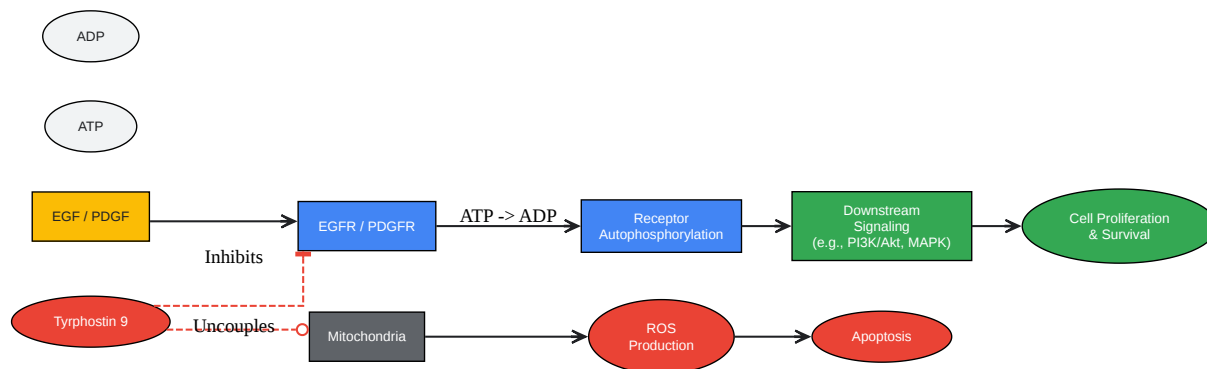 ADP
ATP
EGF / PDGF
EGFR / PDGFR
ATP -> ADP
Receptor
Autophosphorylation
Downstream
Signaling
(e.g., PI3K/Akt, MAPK)
Cell Proliferation
& Survival
Inhibits
Tyrphostin 9
Uncouples
Mitochondria
ROS
Production
Apoptosis